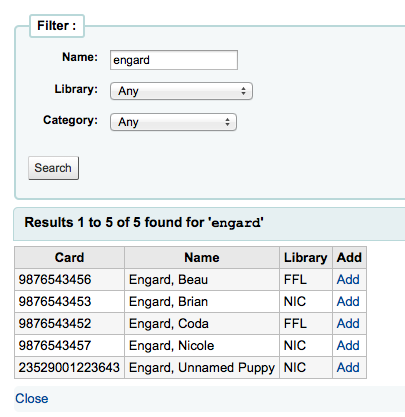 Filter :
Name: engard
Library: Any
Category: Any
Search
Results 1 to 5 of 5 found for 'engard'
Card Name Library Add
9876543456 Engard, Beau FFL Add
9876543453 Engard, Brian NIC Add
9876543452 Engard, Coda FFL Add
9876543457 Engard, Nicole NIC Add
23529001223643 Engard, Unnamed Puppy NIC Add
Close